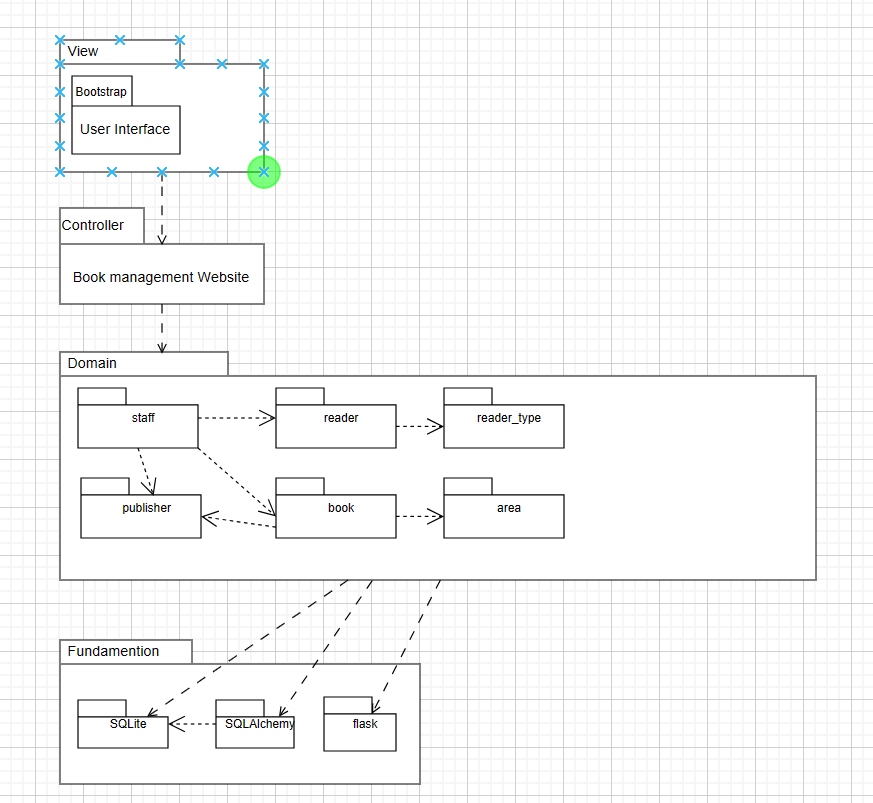 View
Bootstrap
User Interface
Controller
Book management Website
Domain
staff
reader
reader_type
publisher
book
area
Fundamention
SQLite
SQLAlchemy
flask